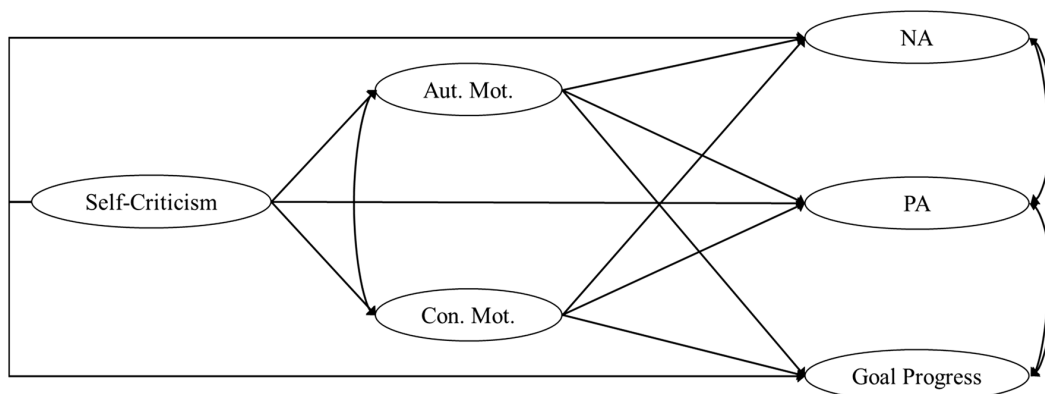 NA
Aut. Mot.
Self-Criticism
PA
Con. Mot.
Goal Progress